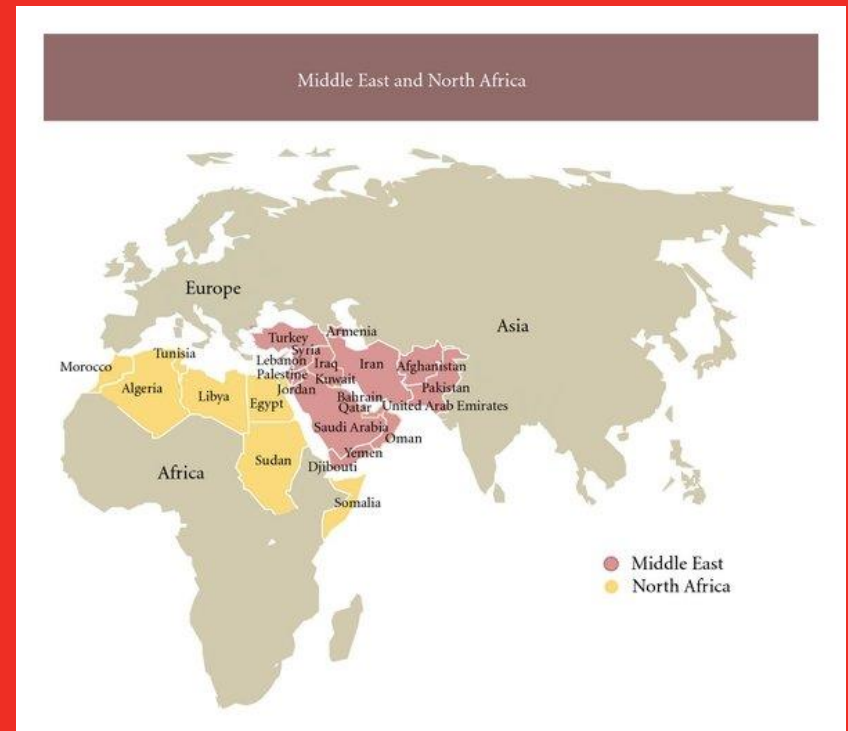 Middle East and North Africa
Europe
Asia
Armenia
Turkey
Syria
Tunisia
Lebanon
Iraq
Iran
Afghanistan
Morocco
Palestine
Kuwait
Algeria
Jordan
Pakistan
Libya
Egypt
Bahrain
Qatar
United Arab Emirates
Saudi Arabia
Oman
Yemen
Sudan
Djibouti
Africa
Somalia
Middle East
North Africa